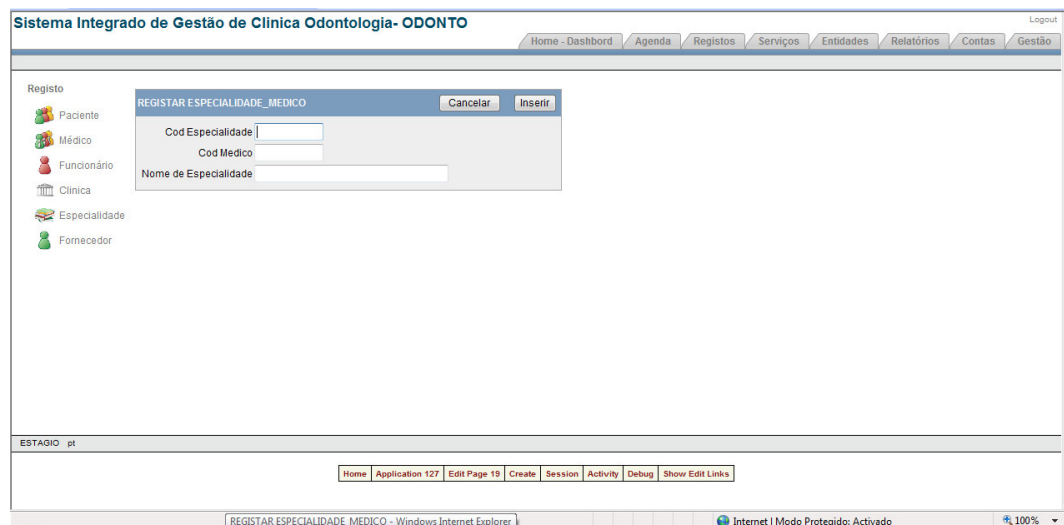 Sistema Integrado de Gestão de Clinica Odontologia- ODONTO
Logout
Home - Dashbord Agenda Registos Serviços Entidades Relatórios Contas Gestão
Registo
Paciente
Médico
Funcionário
Clinica
Especialidade
Fornecedor
REGISTAR ESPECIALIDADE_MEDICO Cancelar Inserir
Cod Especialidade
Cod Medico
Nome de Especialidade
ESTAGIO pt
Home Application 127 Edit Page 19 Create Session Activity Debug Show Edit Links
REGISTAR ESPECIALIDADE_MEDICO - Windows Internet Explorer Internet | Modo Protegido: Activado 100%